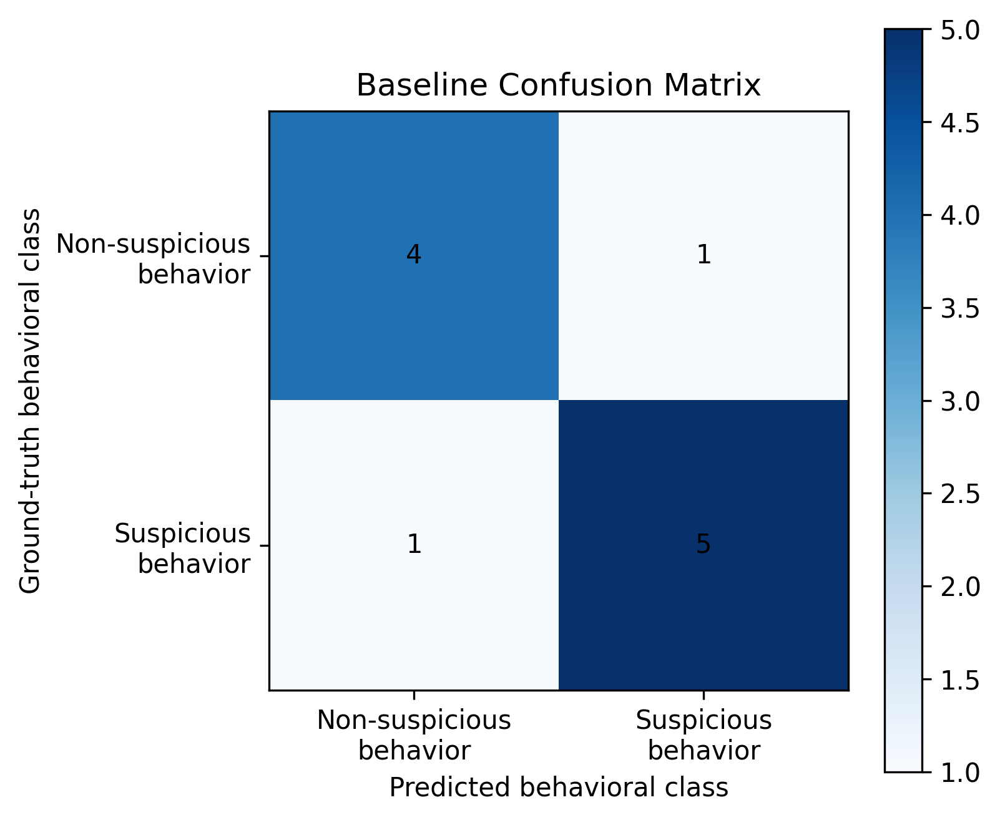 Baseline Confusion Matrix
Ground-truth behavioral class
Non-suspicious
behavior
Suspicious
behavior
4
1
1
5
Non-suspicious
behavior
Suspicious
behavior
Predicted behavioral class
5.0
4.5
4.0
3.5
3.0
2.5
2.0
1.5
1.0